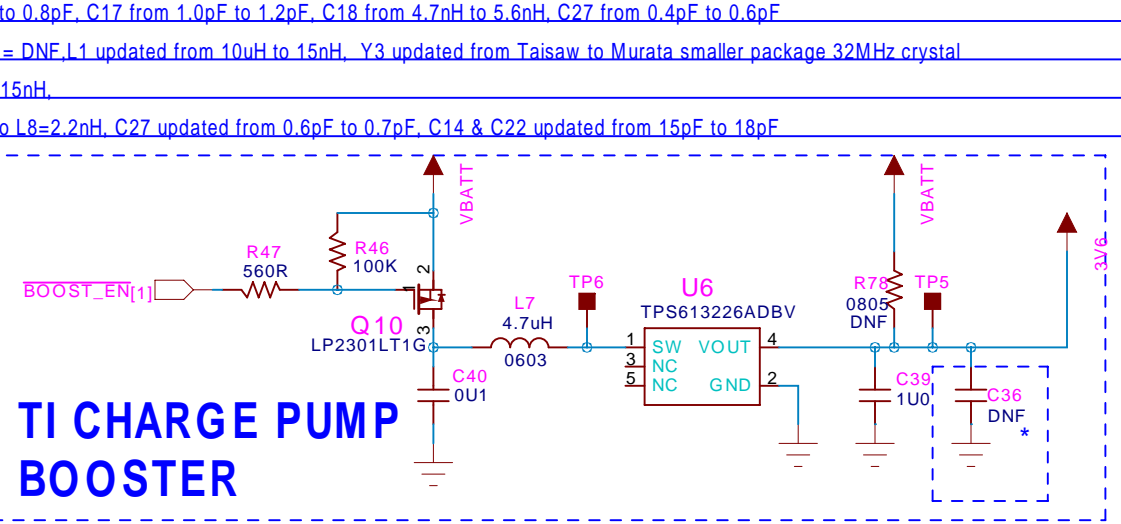 to 0.8pF, C17 from 1.0pF to 1.2pF, C18 from 4.7nH to 5.6nH, C27 from 0.4pF to 0.6pF
= DNF,L1 updated from 10uH to 15nH, Y3 updated from Taisaw to Murata smaller package 32MHz crystal
15nH,
o L8=2.2nH, C27 updated from 0.6pF to 0.7pF, C14 & C22 updated from 15pF to 18pF
VBATT
VBATT
3V6
R47
560R
R46
100K
BOOST_EN[1]
1
2
3
Q10
LP2301LT1G
L7
4.7uH
0603
TP6
U6
TPS613226ADBV
1 SW VOUT 4
3 NC
5 NC GND 2
R78
0805
DNF
TP5
C40
0U1
C39
1U0
C36
DNF
*
TI CHARGE PUMP
BOOSTER